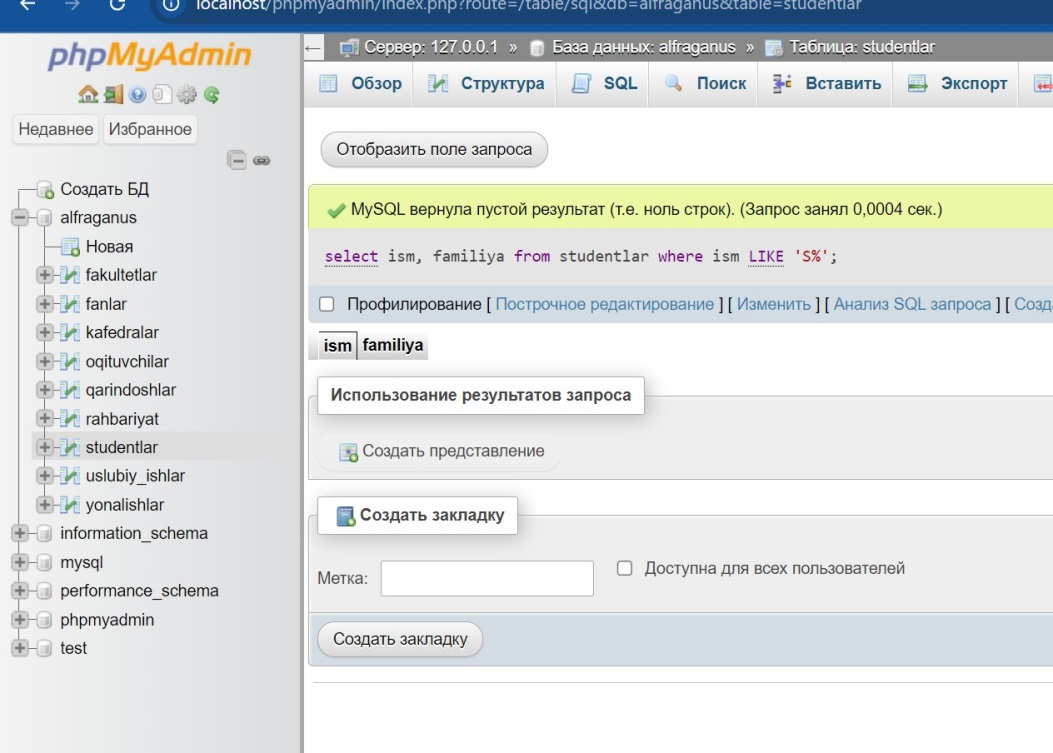 localhost/phpmyadmin/index.php?route=/table/sql&db=alfraganus&table=studentlar
phpMyAdmin
Недавнее Избранное
Создать БД
alfraganus
Новая
fakultetlar
fanlar
kafedralar
oqituvchilar
qarindoshlar
rahbariyat
studentlar
uslubiy_ishlar
yonalishlar
information_schema
mysql
performance_schema
phpmyadmin
test
Сервер: 127.0.0.1 » База данных: alfraganus » Таблица: studentlar
Обзор Структура SQL Поиск Вставить Экспорт
Отобразить поле запроса
MySQL вернула пустой результат (т.е. ноль строк). (Запрос занял 0,0004 сек.)
select ism, familiya from studentlar where ism LIKE 'S%';
Профилирование [ Построчное редактирование ] [ Изменить ] [ Анализ SQL запроса ] [ Созд
ism familiya
Использование результатов запроса
Создать представление
Создать закладку
Метка: Доступна для всех пользователей
Создать закладку